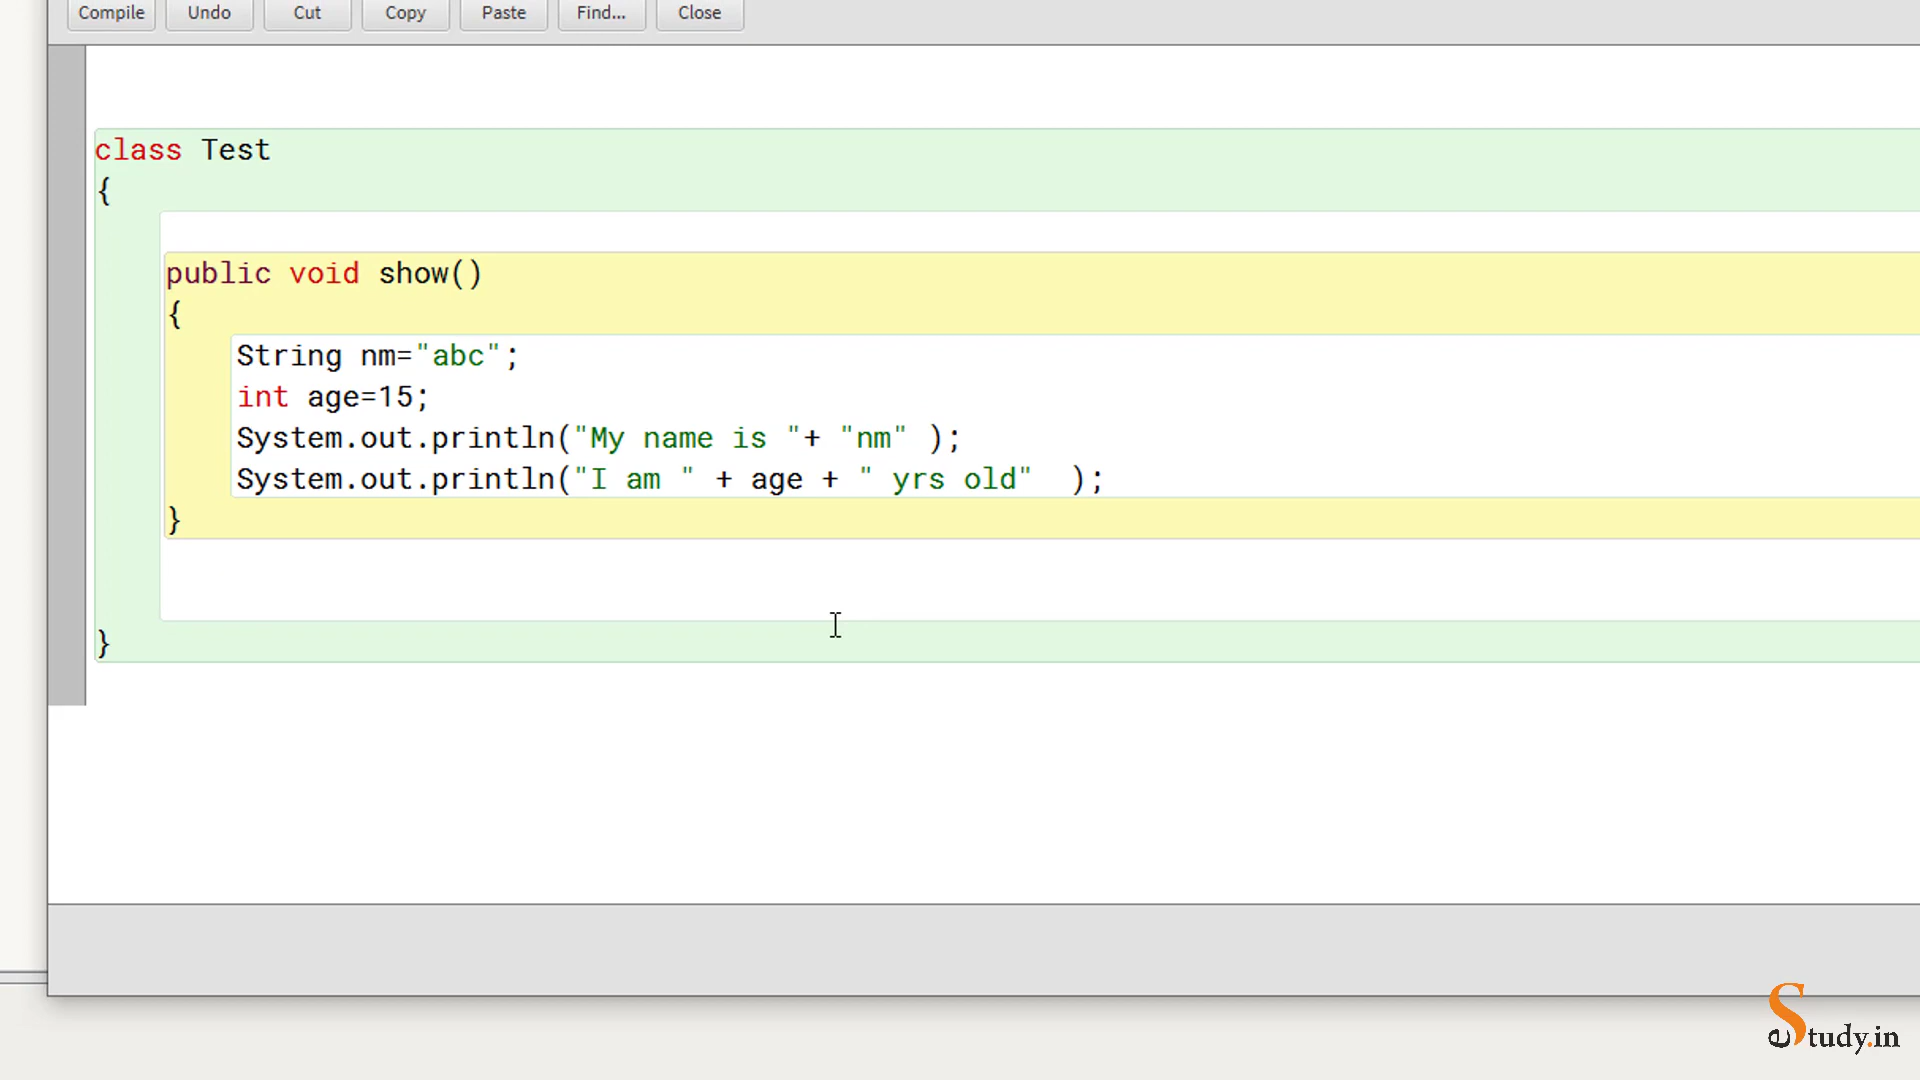 Compile Undo Cut Copy Paste Find... Close
class Test
{
public void show()
{
String nm="abc";
int age=15;
System.out.println("My name is "+ "nm" );
System.out.println("I am " + age + " yrs old"  );
}
}
eStudy.in